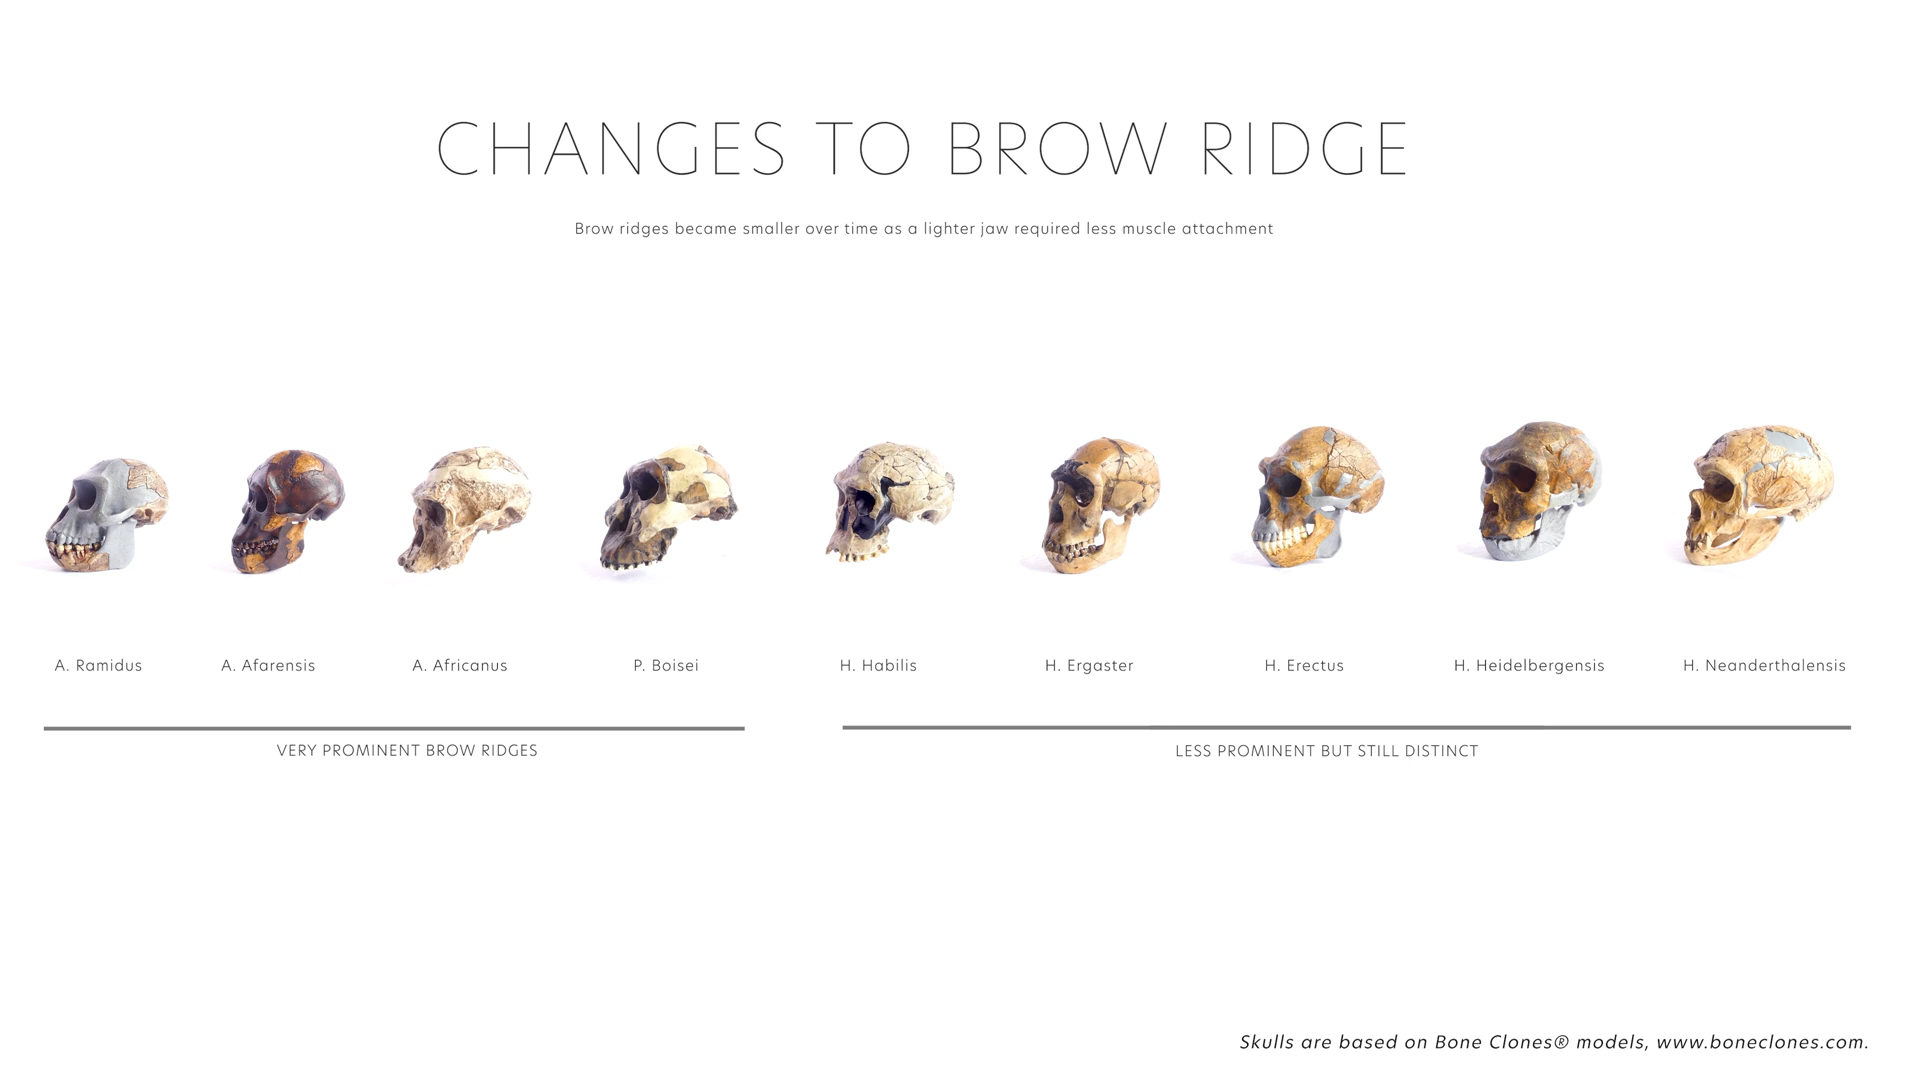 CHANGES TO BROW RIDGE
Brow ridges became smaller over time as a lighter jaw required less muscle attachment
A. Ramidus
A. Afarensis
A. Africanus
P. Boisei
H. Habilis
H. Ergaster
H. Erectus
H. Heidelbergensis
H. Neanderthalensis
VERY PROMINENT BROW RIDGES
LESS PROMINENT BUT STILL DISTINCT
Skulls are based on Bone Clones® models, www.boneclones.com.